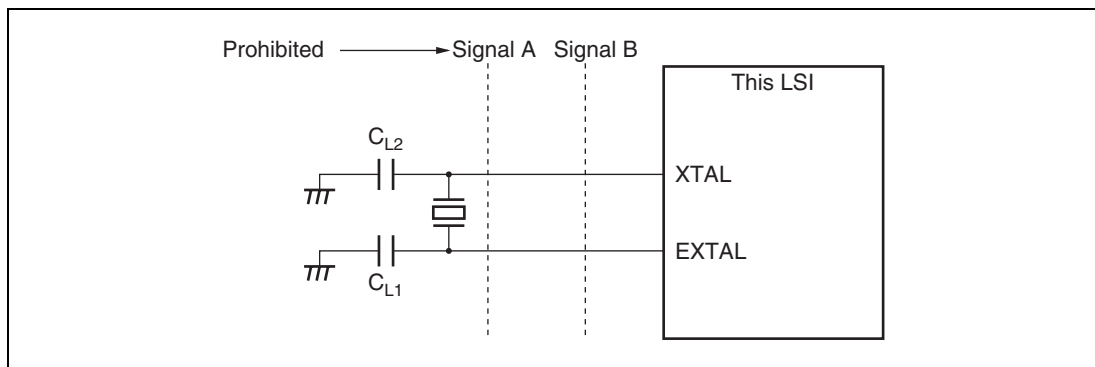 Prohibited Signal A Signal B
This LSI
CL2
XTAL
EXTAL
CL1